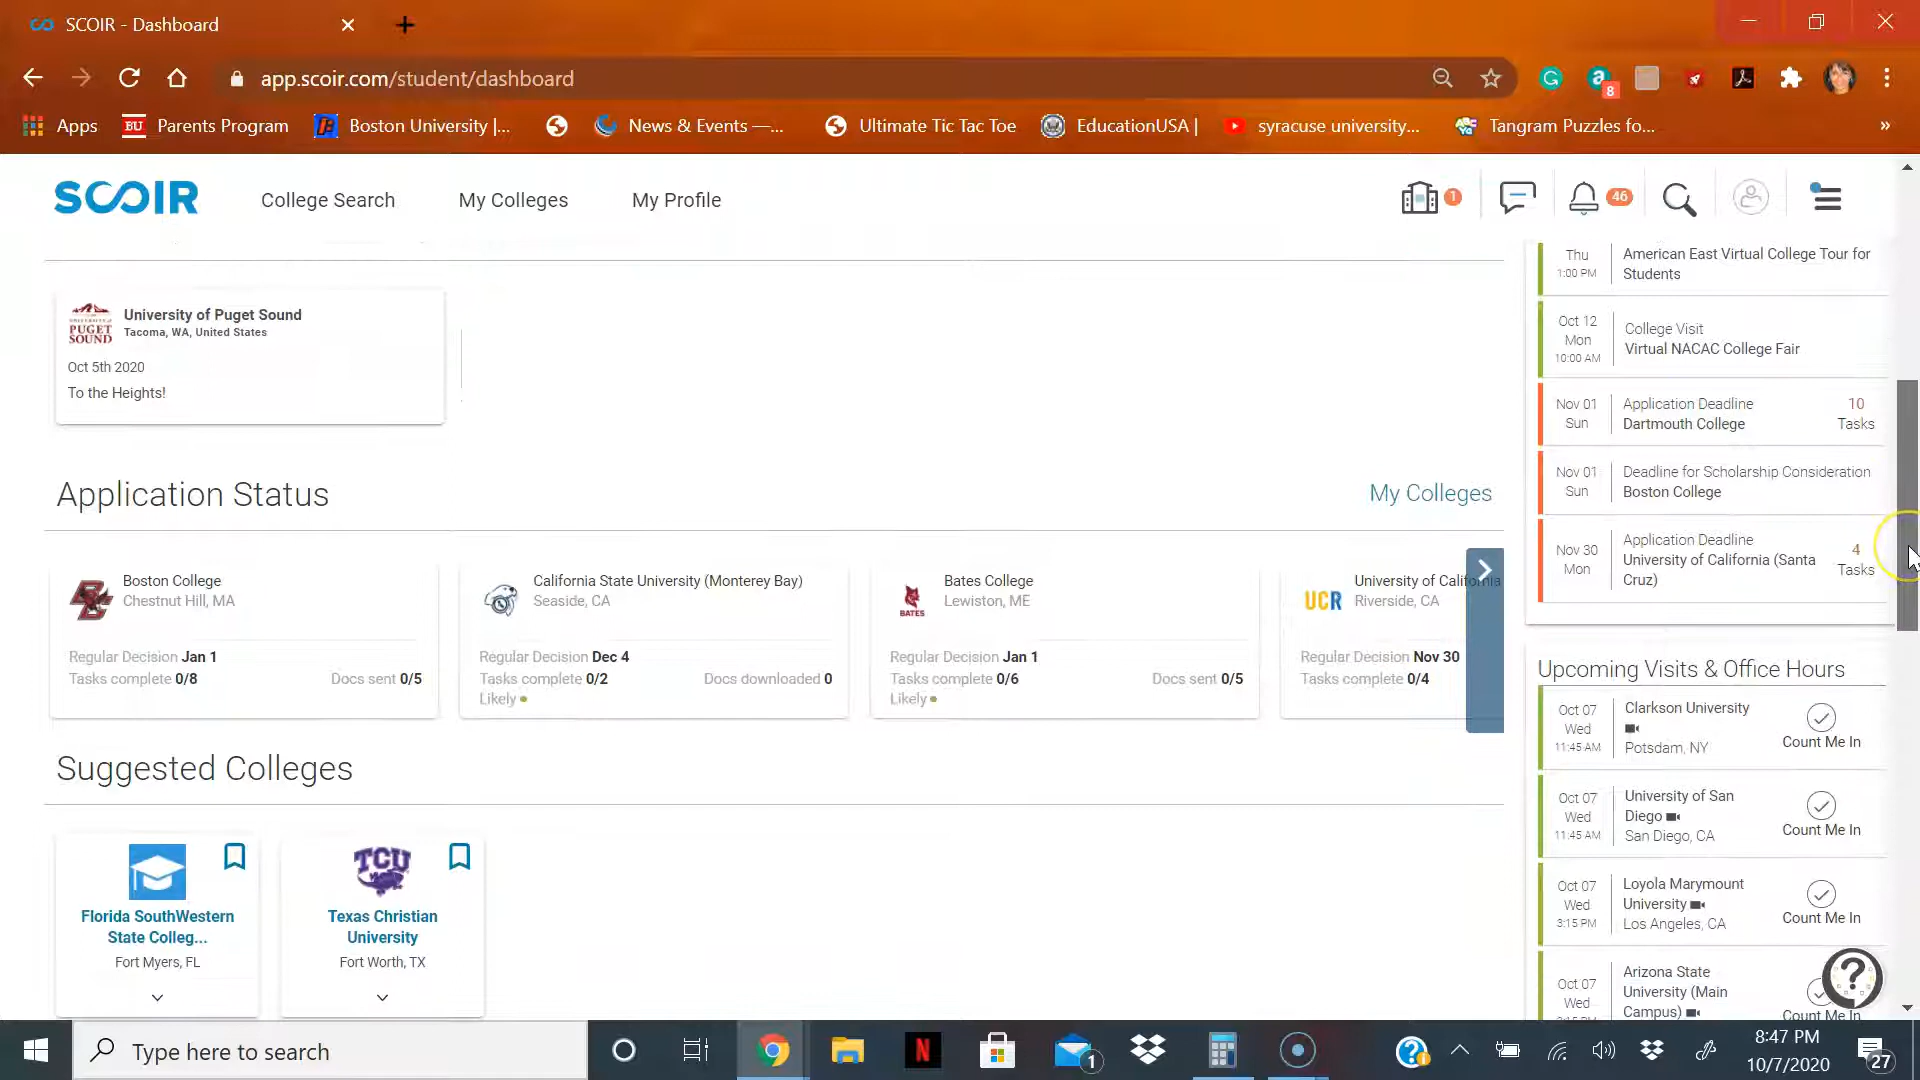 SCOIR - Dashboard
app.scoir.com/student/dashboard
8
Apps
BU Parents Program
Boston University |...
News & Events —...
Ultimate Tic Tac Toe
EducationUSA |
syracuse university...
Tangram Puzzles fo...
»
SCOIR
College Search
My Colleges
My Profile
1
46
PUGET SOUND
University of Puget Sound
Tacoma, WA, United States
Oct 5th 2020
To the Heights!
Application Status
My Colleges
BC
Boston College
Chestnut Hill, MA
Regular Decision Jan 1
Tasks complete 0/8
Docs sent 0/5
California State University (Monterey Bay)
Seaside, CA
Regular Decision Dec 4
Tasks complete 0/2
Docs downloaded 0
Likely
BATES
Bates College
Lewiston, ME
Regular Decision Jan 1
Tasks complete 0/6
Docs sent 0/5
Likely
UCR
University of California
Riverside, CA
Regular Decision Nov 30
Tasks complete 0/4
Suggested Colleges
Florida SouthWestern
State Colleg...
Fort Myers, FL
TCU
Texas Christian
University
Fort Worth, TX
Thu
1:00 PM
American East Virtual College Tour for
Students
Oct 12
Mon
10:00 AM
College Visit
Virtual NACAC College Fair
Nov 01
Sun
Application Deadline
Dartmouth College
10
Tasks
Nov 01
Sun
Deadline for Scholarship Consideration
Boston College
Nov 30
Mon
Application Deadline
University of California (Santa
Cruz)
4
Tasks
Upcoming Visits & Office Hours
Oct 07
Wed
11:45 AM
Clarkson University
Potsdam, NY
Count Me In
Oct 07
Wed
11:45 AM
University of San
Diego
San Diego, CA
Count Me In
Oct 07
Wed
3:15 PM
Loyola Marymount
University
Los Angeles, CA
Count Me In
Oct 07
Wed
3:15 PM
Arizona State
University (Main
Campus)
Count Me In
?
Type here to search
N
1
8:47 PM
10/7/2020
27